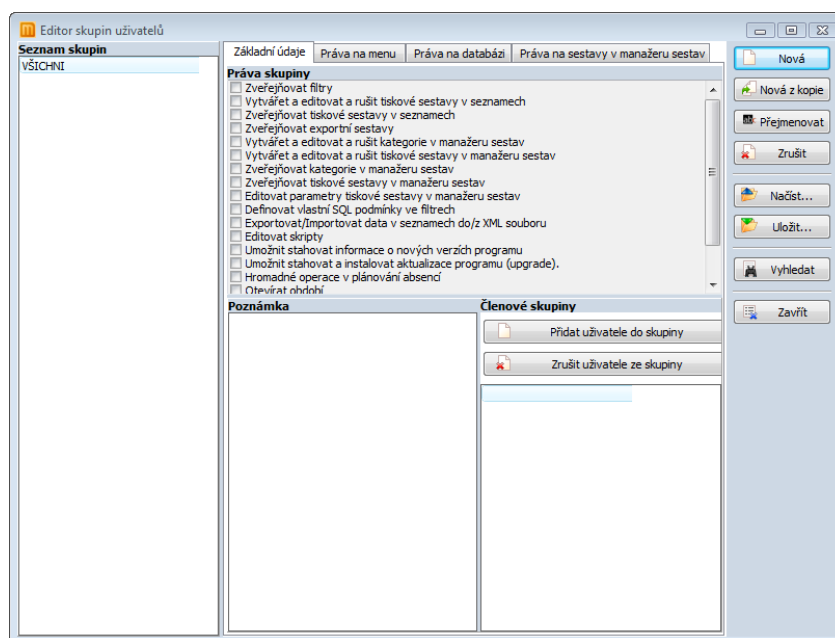 Editor skupin uživatelů
Seznam skupin
VŠICHNI
Základní údaje
Práva na menu
Práva na databázi
Práva na sestavy v manažeru sestav
Práva skupiny
Zveřejňovat filtry
Vytvářet a editovat a rušit tiskové sestavy v seznamech
Zveřejňovat tiskové sestavy v seznamech
Zveřejňovat exportní sestavy
Vytvářet a editovat a rušit kategorie v manažeru sestav
Vytvářet a editovat a rušit tiskové sestavy v manažeru sestav
Zveřejňovat kategorie v manažeru sestav
Zveřejňovat tiskové sestavy v manažeru sestav
Editovat parametry tiskové sestavy v manažeru sestav
Definovat vlastní SQL podmínky ve filtrech
Exportovat/Importovat data v seznamech do/z XML souboru
Editovat skripty
Umožnit stahovat informace o nových verzích programu
Umožnit stahovat a instalovat aktualizace programu (upgrade).
Hromadné operace v plánování absencí
Otevírat období
Poznámka
Členové skupiny
Přidat uživatele do skupiny
Zrušit uživatele ze skupiny
Nová
Nová z kopie
Přejmenovat
Zrušit
Načíst...
Uložit...
Vyhledat
Zavřít